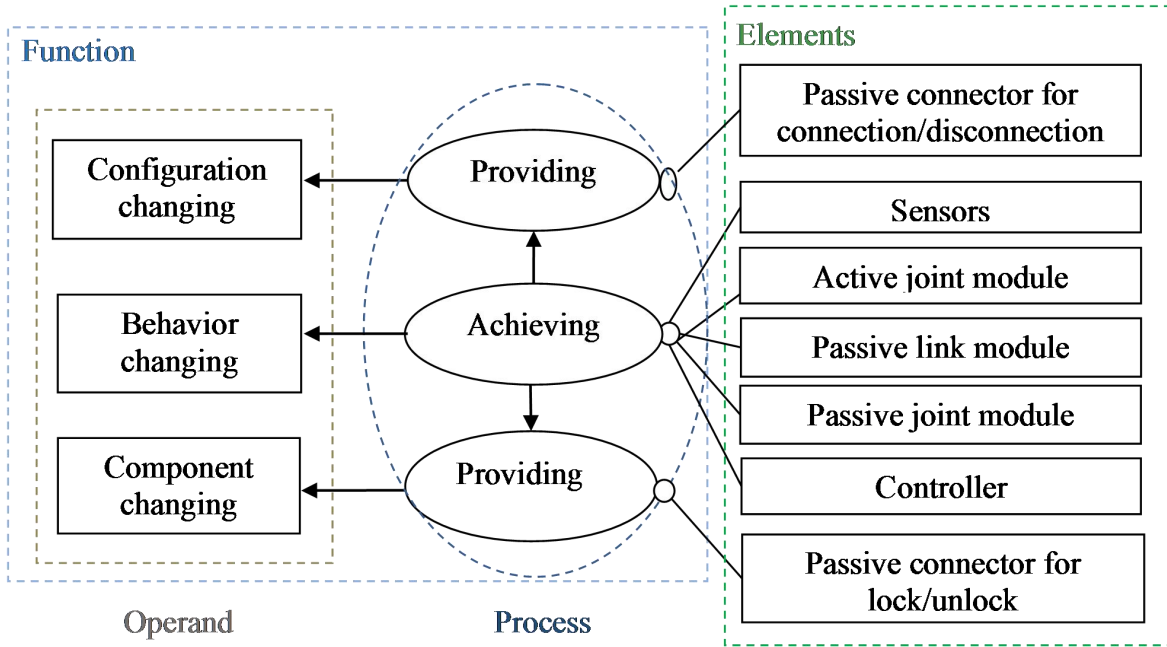 Function
Configuration
changing
Behavior
changing
Component
changing
Operand
Providing
Achieving
Providing
Process
Elements
Passive connector for
connection/disconnection
Sensors
Active joint module
Passive link module
Passive joint module
Controller
Passive connector for
lock/unlock